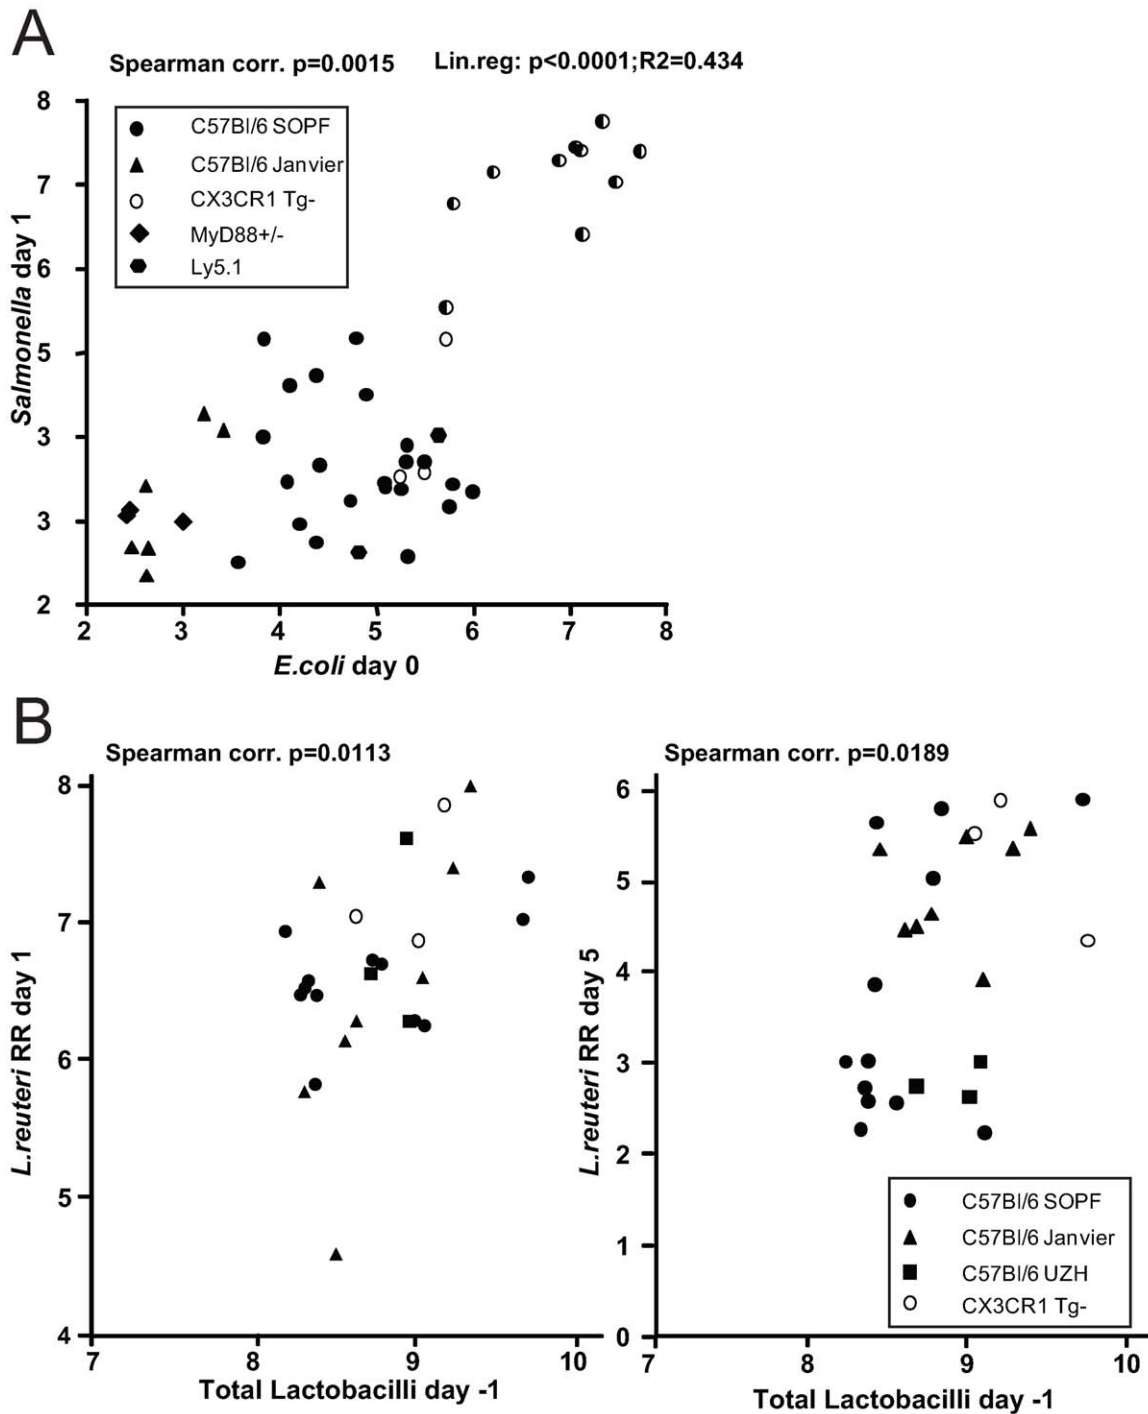 A
Spearman corr. p=0.0015 Lin.reg: p<0.0001;R2=0.434
C57Bl/6 SOPF
C57Bl/6 Janvier
CX3CR1 Tg-
MyD88+/-
Ly5.1
8
7
6
5
3
3
2
Salmonella day 1
2 3 4 5 6 7 8
E.coli day 0
B
Spearman corr. p=0.0113
8
7
6
5
4
L.reuteri RR day 1
7 8 9 10
Total Lactobacilli day -1
Spearman corr. p=0.0189
6
5
4
3
2
1
0
L.reuteri RR day 5
C57Bl/6 SOPF
C57Bl/6 Janvier
C57Bl/6 UZH
CX3CR1 Tg-
7 8 9 10
Total Lactobacilli day -1